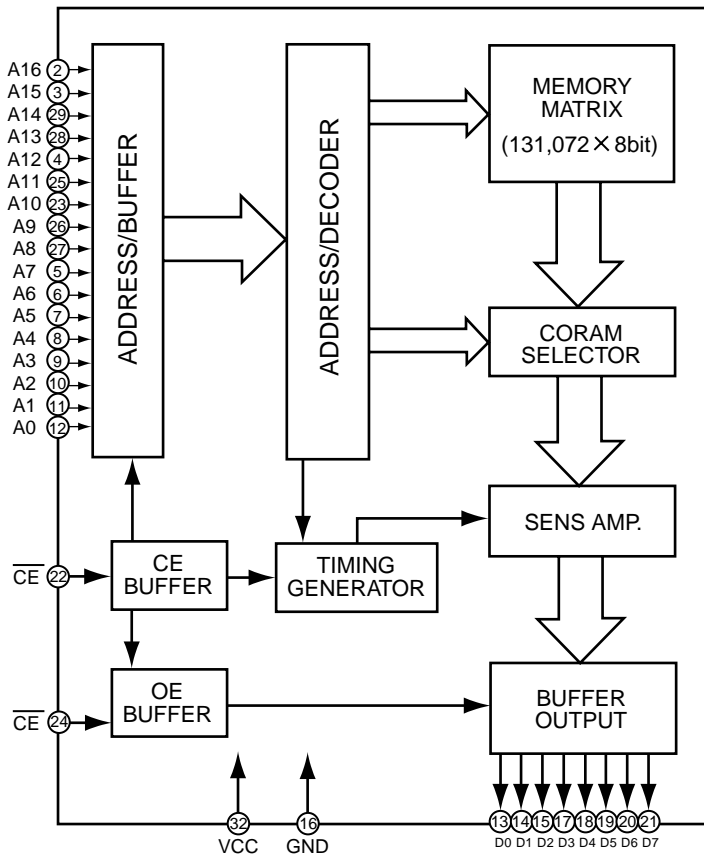 A16 2
A15 3
A14 29
A13 28
A12 4
A11 25
A10 23
A9 26
A8 27
A7 5
A6 6
A5 7
A4 8
A3 9
A2 10
A1 11
A0 12
ADDRESS/BUFFER
ADDRESS/DECODER
MEMORY
MATRIX
(131,072×8bit)
CORAM
SELECTOR
SENS AMP.
CE 22
CE
BUFFER
TIMING
GENERATOR
CE 24
OE
BUFFER
BUFFER
OUTPUT
32 16 13 14 15 17 18 19 20 21
VCC GND D0 D1 D2 D3 D4 D5 D6 D7